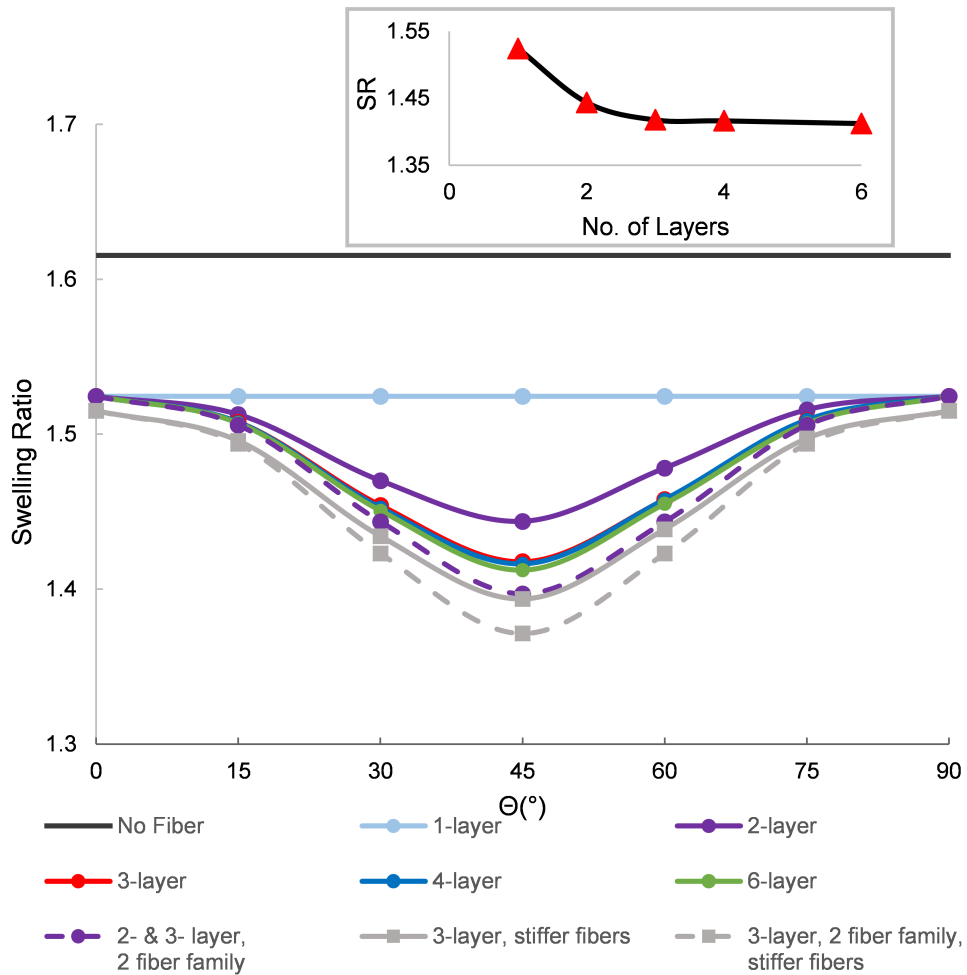 1.55
1.45
1.35
SR
0 2 4 6
No. of Layers
1.7
1.6
1.5
1.4
1.3
Swelling Ratio
0 15 30 45 60 75 90
Θ(°)
No Fiber
1-layer
2-layer
3-layer
4-layer
6-layer
2- & 3- layer,
2 fiber family
3-layer, stiffer fibers
3-layer, 2 fiber family,
stiffer fibers